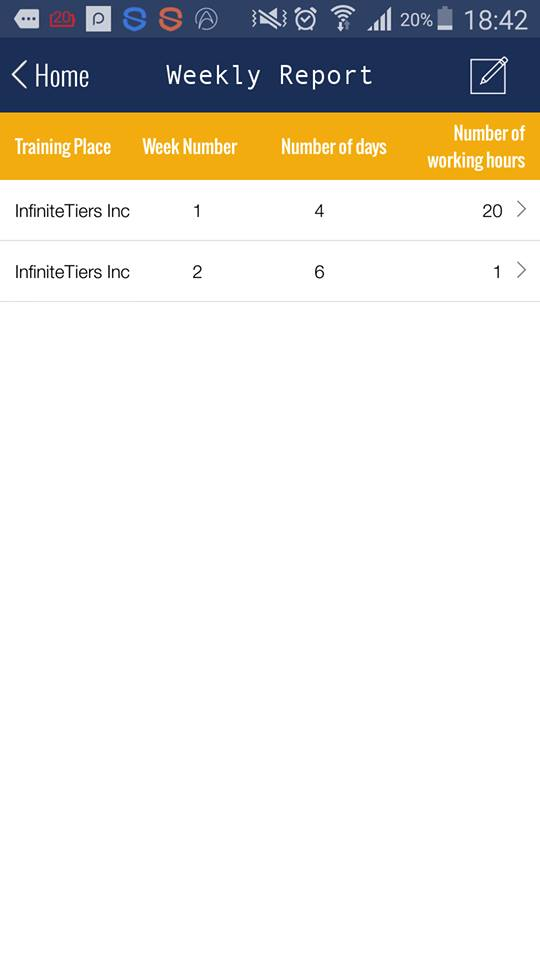 20 20% 18:42
Home Weekly Report
Training Place Week Number Number of days Number of working hours
InfiniteTiers Inc 1 4 20
InfiniteTiers Inc 2 6 1